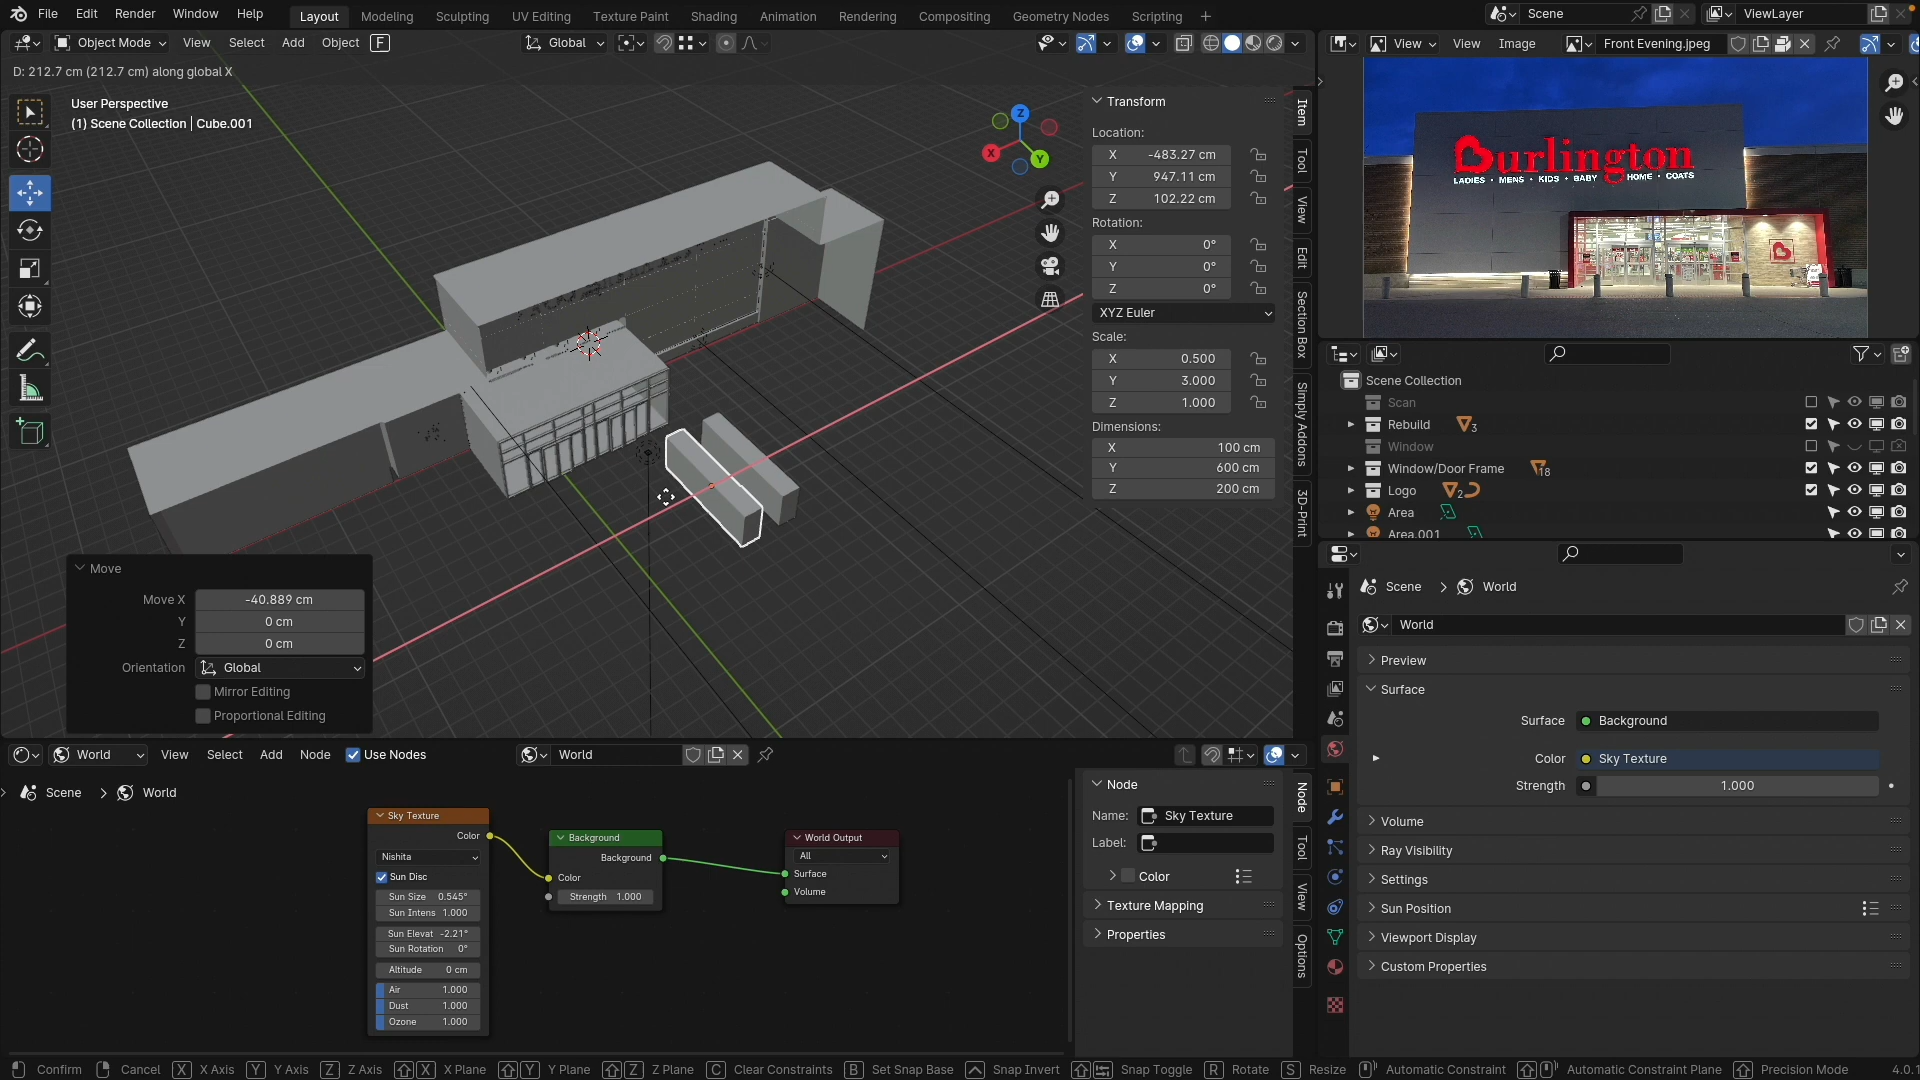 File Edit Render Window Help Layout Modeling Sculpting UV Editing Texture Paint Shading Animation Rendering Compositing Geometry Nodes Scripting + Scene ViewLayer
Object Mode View Select Add Object F Global
View View Image Front Evening.jpeg
D: 212.7 cm (212.7 cm) along global X
User Perspective
(1) Scene Collection | Cube.001
Z
X
Y
Transform
Location:
X -483.27 cm
Y 947.11 cm
Z 102.22 cm
Rotation:
X 0°
Y 0°
Z 0°
XYZ Euler
Scale:
X 0.500
Y 3.000
Z 1.000
Dimensions:
X 100 cm
Y 600 cm
Z 200 cm
Item
Tool
View
Edit
Section Box
Simply Addons
3D-Print
Burlington
LADIES • MENS • KIDS • BABY HOME • COATS
Scene Collection
Scan
Rebuild 3
Window
Window/Door Frame 18
Logo 2
Area
Area.001
Move
Move X -40.889 cm
Y 0 cm
Z 0 cm
Orientation Global
Mirror Editing
Proportional Editing
Scene > World
World
Preview
Surface
Surface Background
Color Sky Texture
Strength 1.000
Volume
Ray Visibility
Settings
Sun Position
Viewport Display
Custom Properties
World View Select Add Node Use Nodes World
Scene > World
Sky Texture
Color
Nishita
Sun Disc
Sun Size 0.545°
Sun Intens 1.000
Sun Elevat -2.21°
Sun Rotation 0°
Altitude 0 cm
Air 1.000
Dust 1.000
Ozone 1.000
Background
Background
Color
Strength 1.000
World Output
All
Surface
Volume
Node
Name: Sky Texture
Label:
Color
Texture Mapping
Properties
Node
Tool
View
Options
Confirm Cancel X X Axis Y Y Axis Z Z Axis X X Plane Y Y Plane Z Z Plane C Clear Constraints B Set Snap Base Snap Invert Snap Toggle R Rotate S Resize Automatic Constraint Automatic Constraint Plane Precision Mode 4.0.1